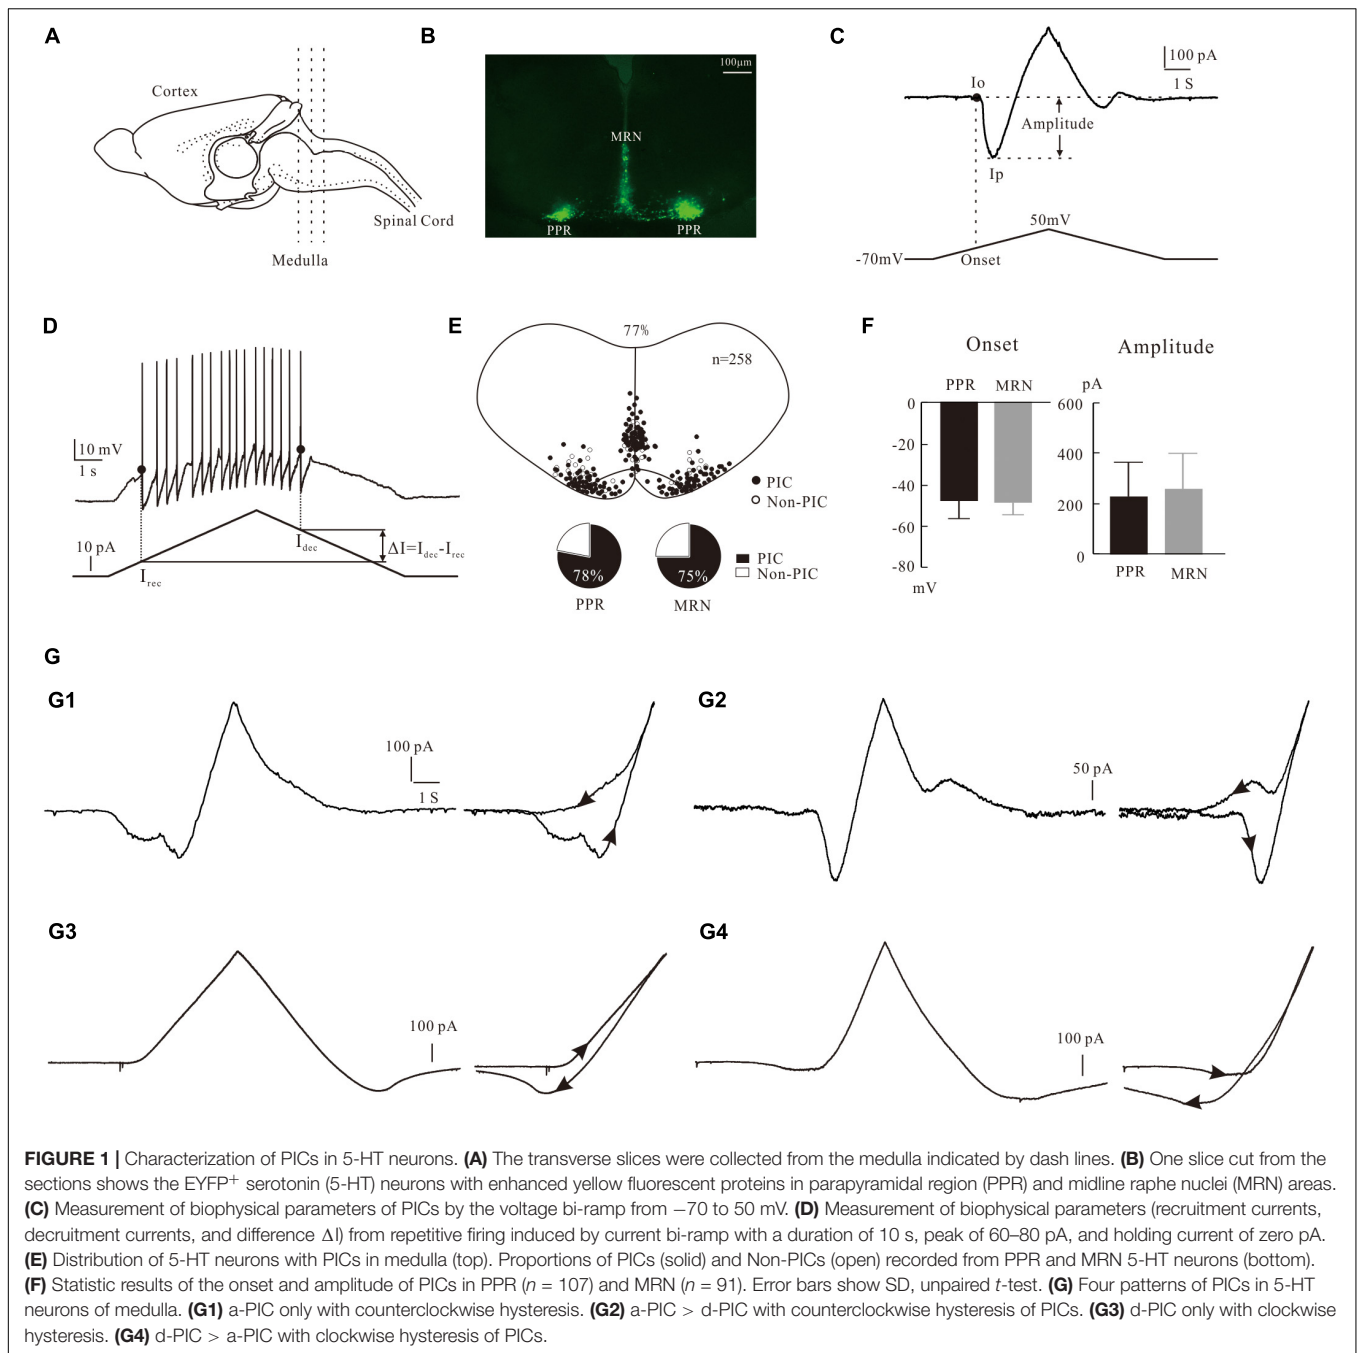 A
Cortex
Spinal Cord
Medulla
B
100μm
MRN
PPR
PPR
C
100 pA
1 S
Io
Amplitude
Ip
50mV
-70mV
Onset
D
10 mV
1 s
10 pA
Idec
ΔI=Idec-Irec
Irec
E
77%
n=258
PIC
Non-PIC
78%
75%
PIC
Non-PIC
PPR
MRN
F
Onset
Amplitude
PPR
MRN
pA
0
-20
-40
-60
-80
mV
600
400
200
0
PPR
MRN
G
G1
100 pA
1 S
G2
50 pA
G3
100 pA
G4
100 pA
FIGURE 1 | Characterization of PICs in 5-HT neurons. (A) The transverse slices were collected from the medulla indicated by dash lines. (B) One slice cut from the
sections shows the EYFP+ serotonin (5-HT) neurons with enhanced yellow fluorescent proteins in parapyramidal region (PPR) and midline raphe nuclei (MRN) areas.
(C) Measurement of biophysical parameters of PICs by the voltage bi-ramp from −70 to 50 mV. (D) Measurement of biophysical parameters (recruitment currents,
decruitment currents, and difference ΔI) from repetitive firing induced by current bi-ramp with a duration of 10 s, peak of 60–80 pA, and holding current of zero pA.
(E) Distribution of 5-HT neurons with PICs in medulla (top). Proportions of PICs (solid) and Non-PICs (open) recorded from PPR and MRN 5-HT neurons (bottom).
(F) Statistic results of the onset and amplitude of PICs in PPR (n = 107) and MRN (n = 91). Error bars show SD, unpaired t-test. (G) Four patterns of PICs in 5-HT
neurons of medulla. (G1) a-PIC only with counterclockwise hysteresis. (G2) a-PIC > d-PIC with counterclockwise hysteresis of PICs. (G3) d-PIC only with clockwise
hysteresis. (G4) d-PIC > a-PIC with clockwise hysteresis of PICs.